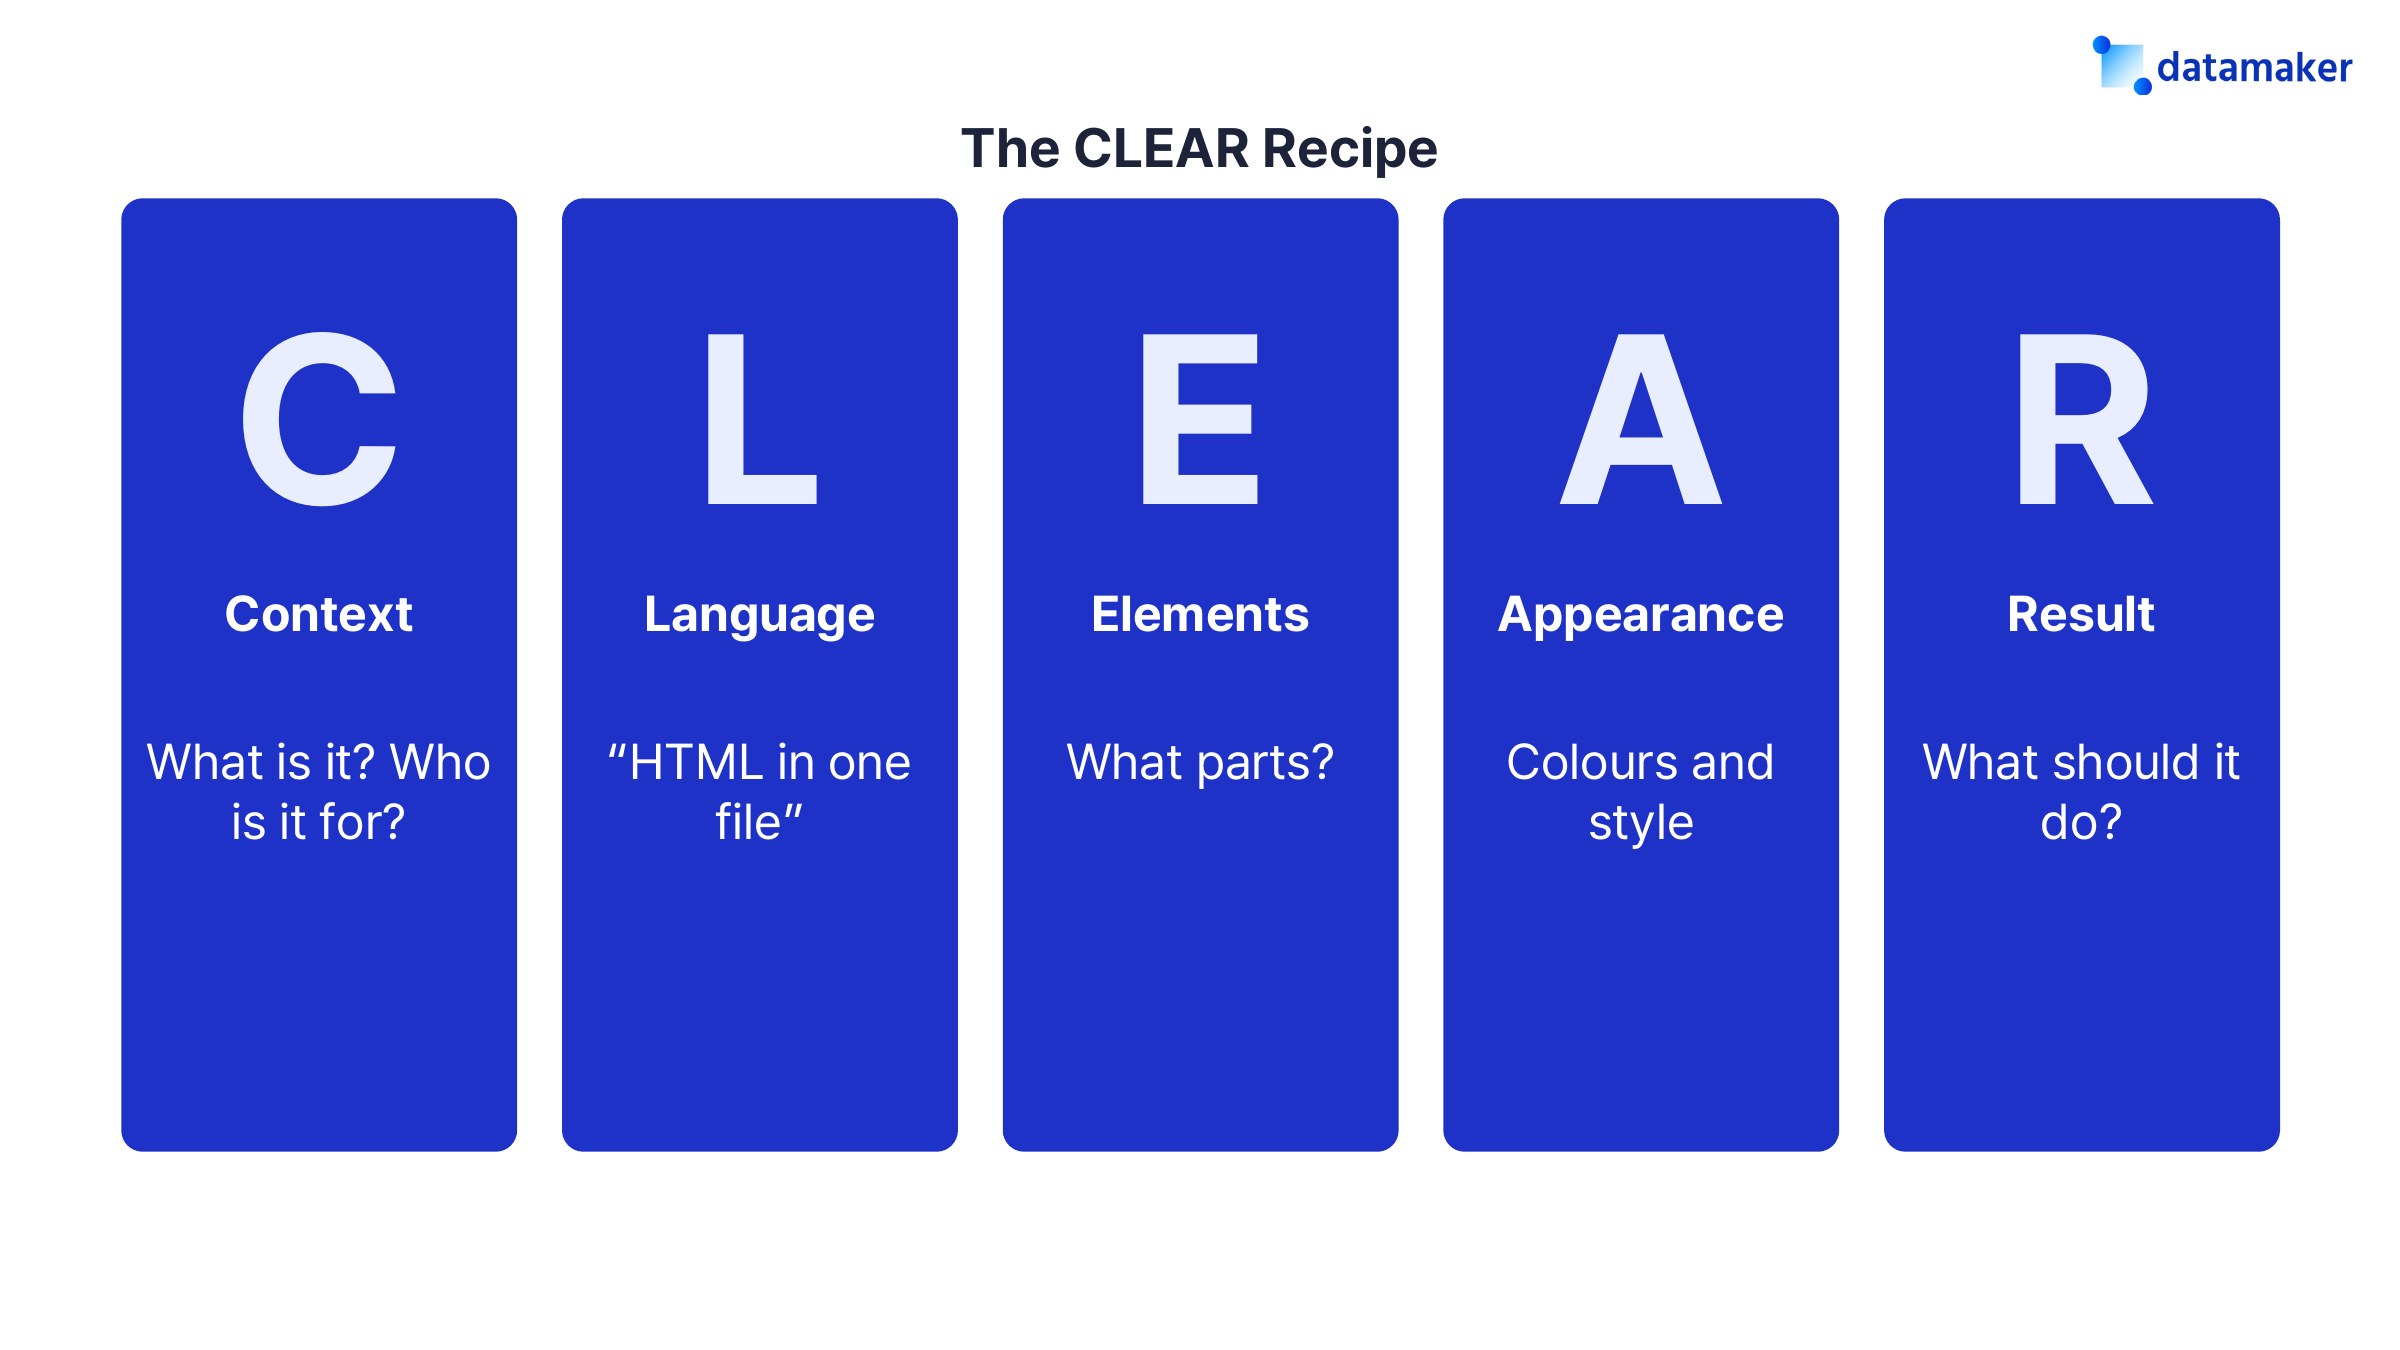 datamaker
The CLEAR Recipe
C
Context
What is it? Who
is it for?
L
Language
“HTML in one
file”
E
Elements
What parts?
A
Appearance
Colours and
style
R
Result
What should it
do?